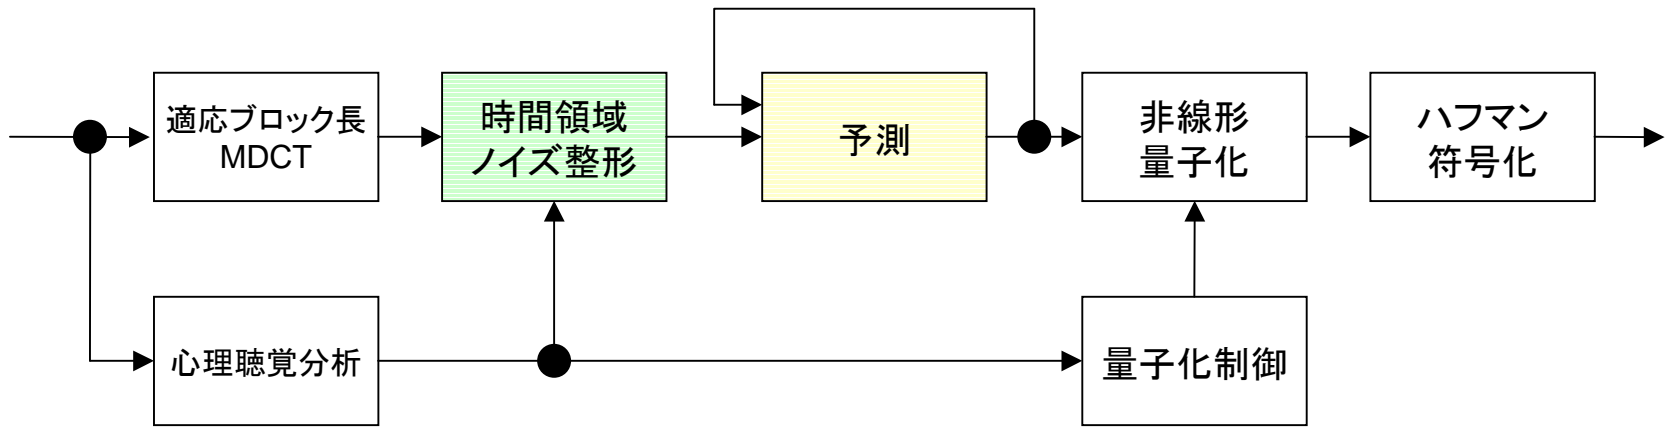 適応ブロック長
MDCT
時間領域
ノイズ整形
予測
非線形
量子化
ハフマン
符号化
心理聴覚分析
量子化制御